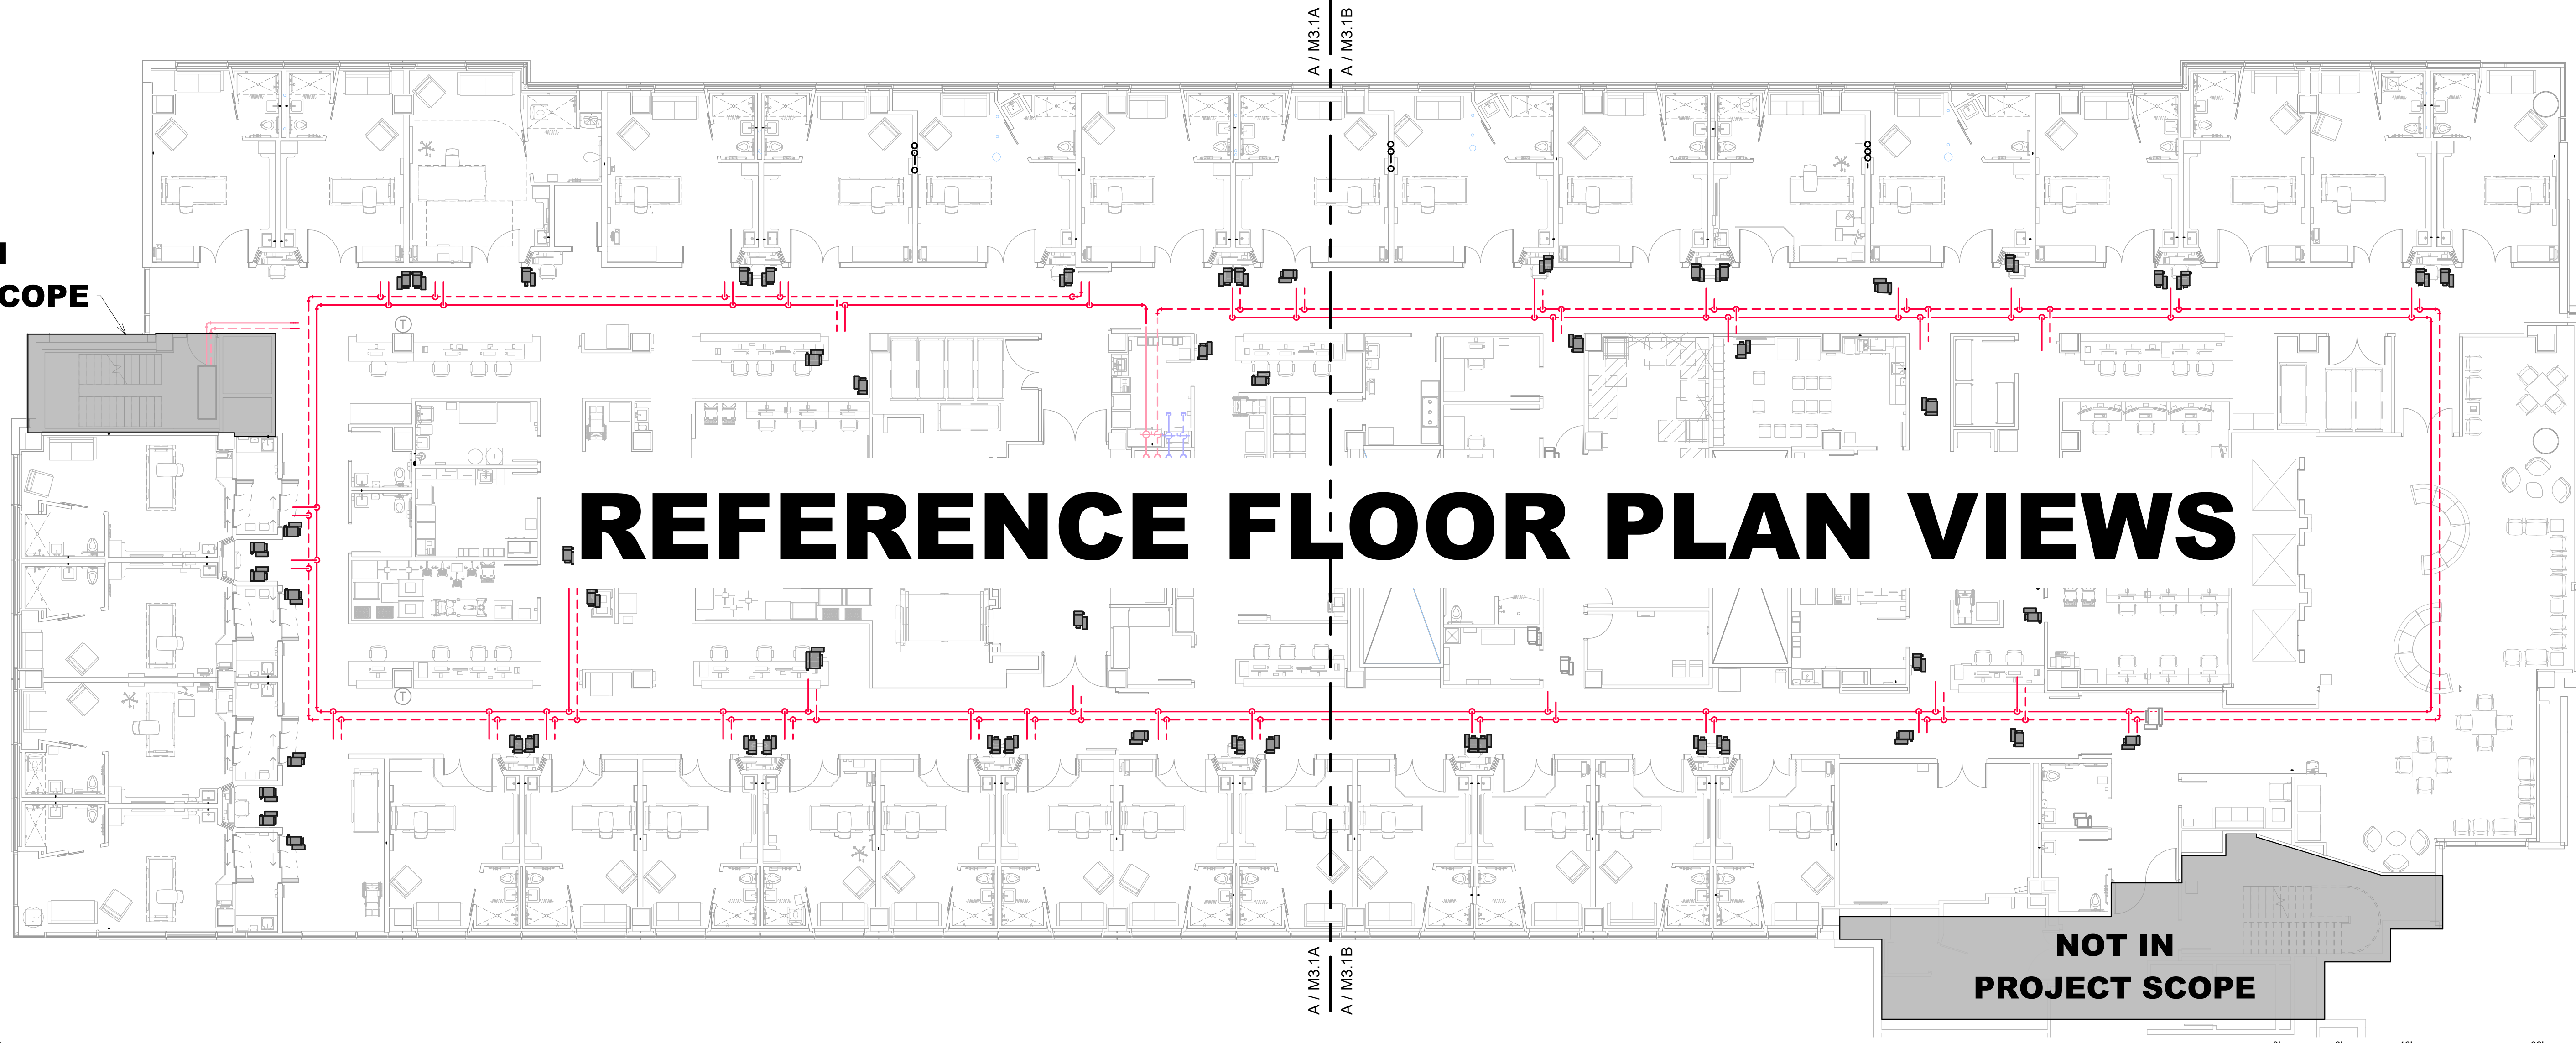 A / M3.1A
A / M3.1B
COPE
T
REFERENCE FLOOR PLAN VIEWS
T
A / M3.1A
A / M3.1B
NOT IN
PROJECT SCOPE